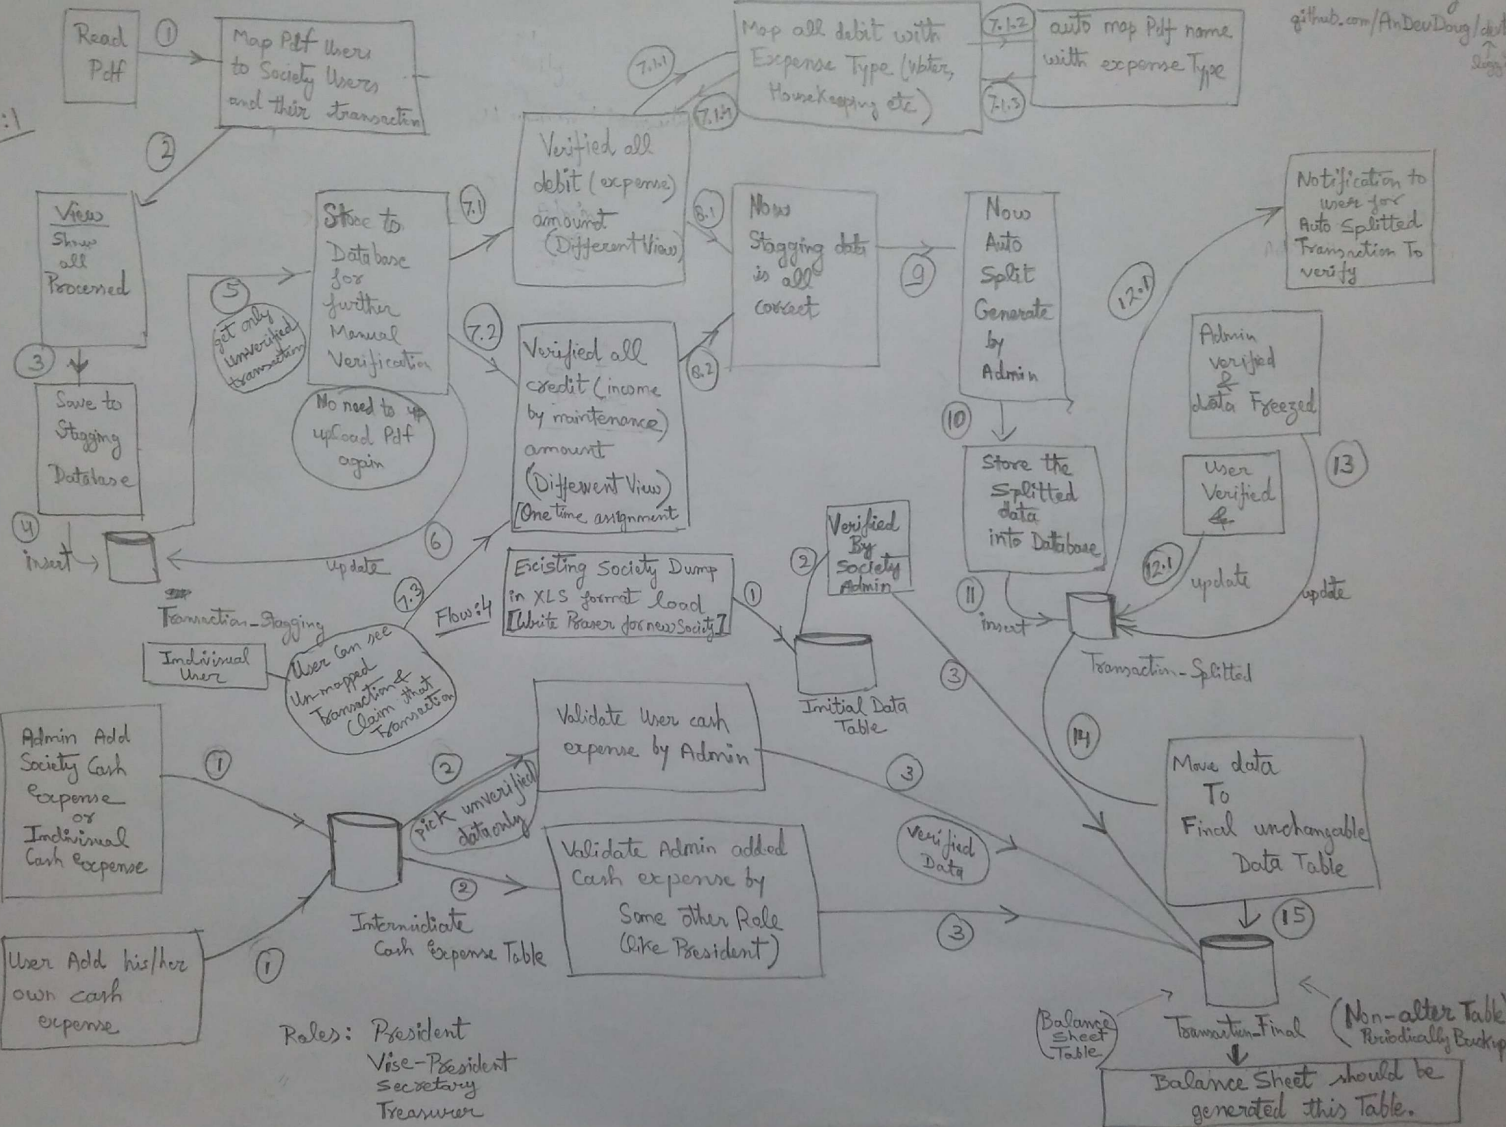 Read
Pdf
1
Map Pdf Users
to Society Users
and their transaction
:1
2
View
Show
all
Processed
3
Save to
Stagging
Database
4
insert
Transaction_Stagging
5
get only
unverified
transaction
Store to
Database
for
further
Manual
Verification
No need to up
upload Pdf
again
6
update
7.1
7.2
7.3
Verified all
debit (expense)
amount
(Different View)
7.1.1
7.1.4
Map all debit with
Expense Type (Water,
Housekeeping etc)
7.1.2
7.1.3
auto map Pdf name
with expense Type
github.com/AnDevDoug/
Verified all
credit (income
by maintenance)
amount
(Different View)
[One time assignment]
8.1
8.2
Now
Stagging data
is all
correct
9
Now
Auto
Split
Generate
by
Admin
10
Store the
Splitted
data
into Database
11
insert
Transaction_Splitted
12.1
Notification to
user for
Auto Splitted
Transaction To
verify
Admin
verified
&
data Freezed
13
update
User
Verified
&
12.1
update
14
Move data
To
Final unchangable
Data Table
15
Transaction_Final
(Balance
Sheet
Table)
(Non-alter Table
Periodically Backup
Balance Sheet should be
generated this Table.
Indivisual
User
User can see
Un-mapped
Transaction &
Claim that
Transaction
Flow:4
Existing Society Dump
in XLS format load
[Write Praser for new Society]
1
Initial Data
Table
2
Verified
By
Society
Admin
3
Admin Add
Society Cash
Expense
or
Indivisual
Cash Expense
1
User Add his/her
own cash
expense
1
Intermidiate
Cash Expense Table
2
pick unverified
data only
Validate User cash
expense by Admin
3
2
Validate Admin added
Cash expense by
Some other Role
(like President)
3
Verified
Data
Roles: President
Vise-President
Secretary
Treasurer